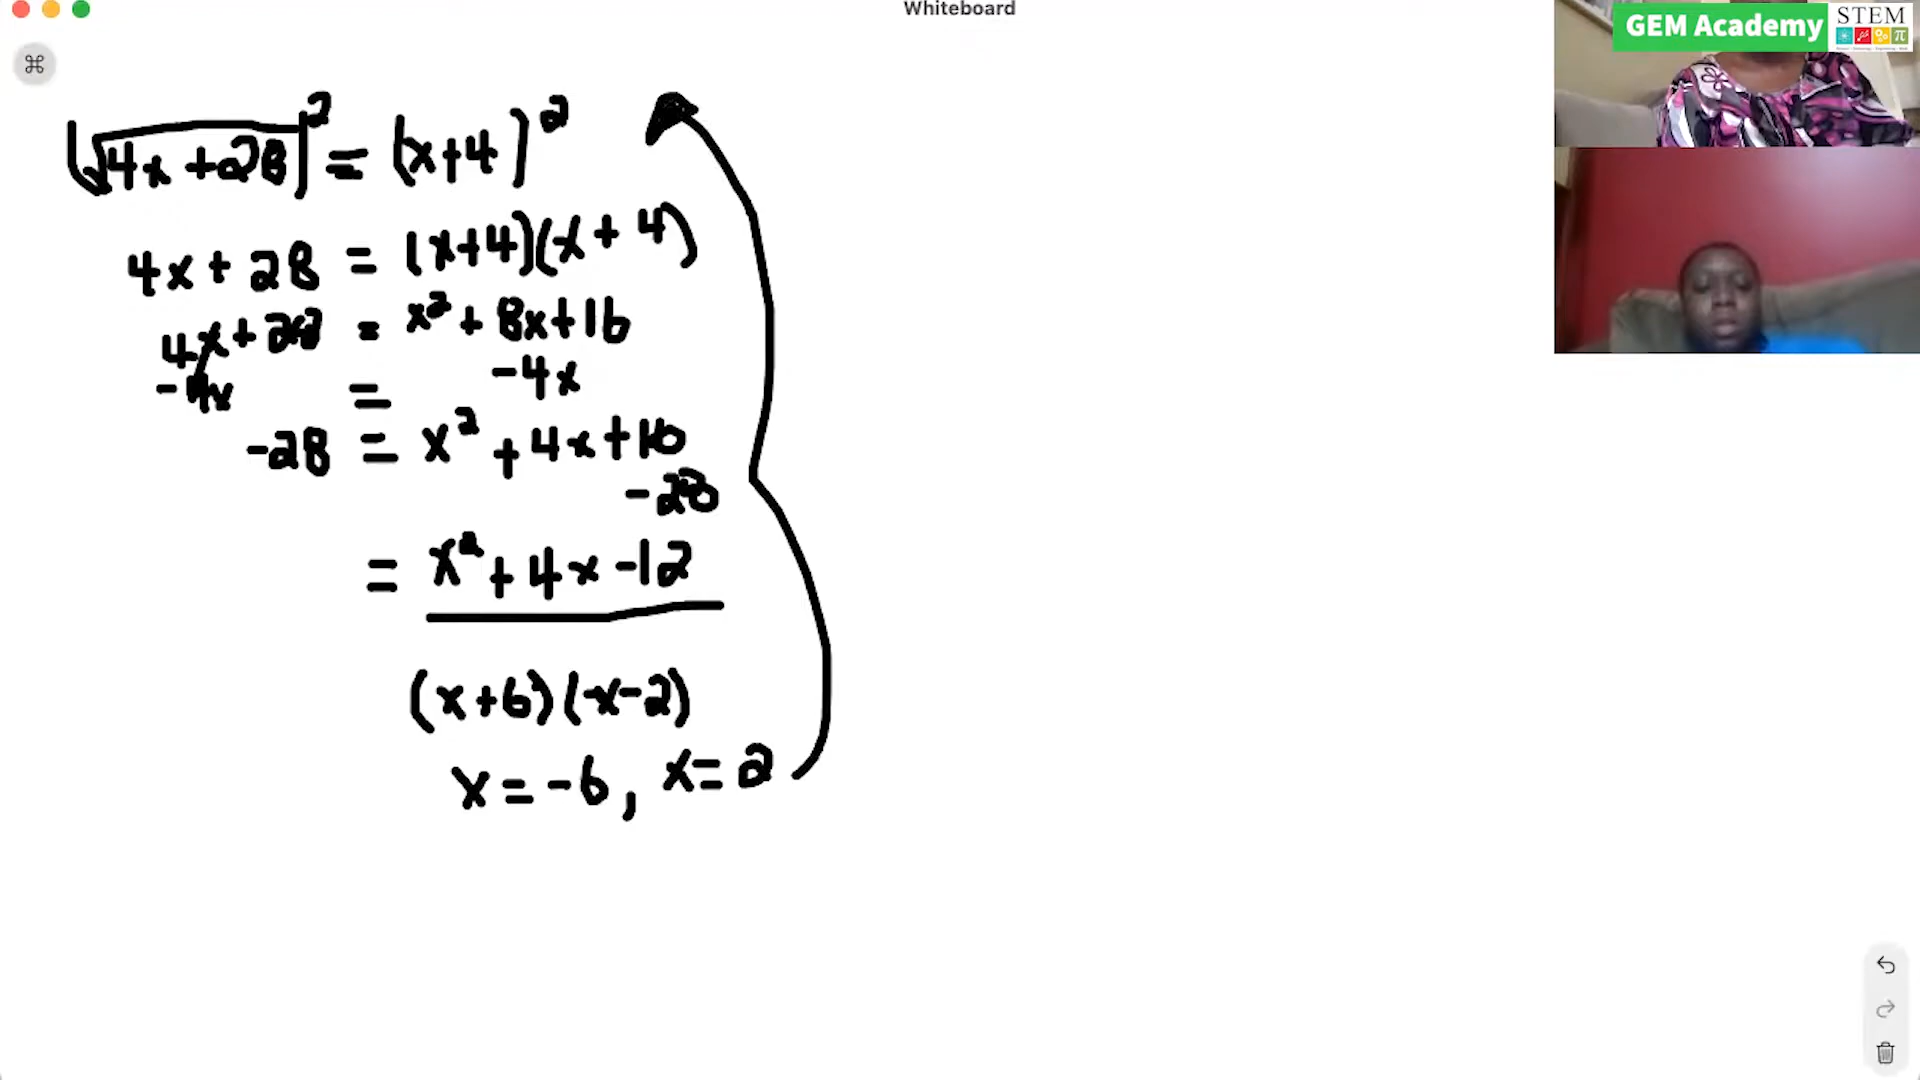 Whiteboard
GEM Academy
STEM
(√4x+28)² = (x+4)²
4x + 28 = (x+4)(x+4)
4x+28 = x² + 8x+16
-4x = -4x
-28 = x² + 4x+16
-28
= x² + 4x -12
(x+6)(x-2)
x = -6, x = 2